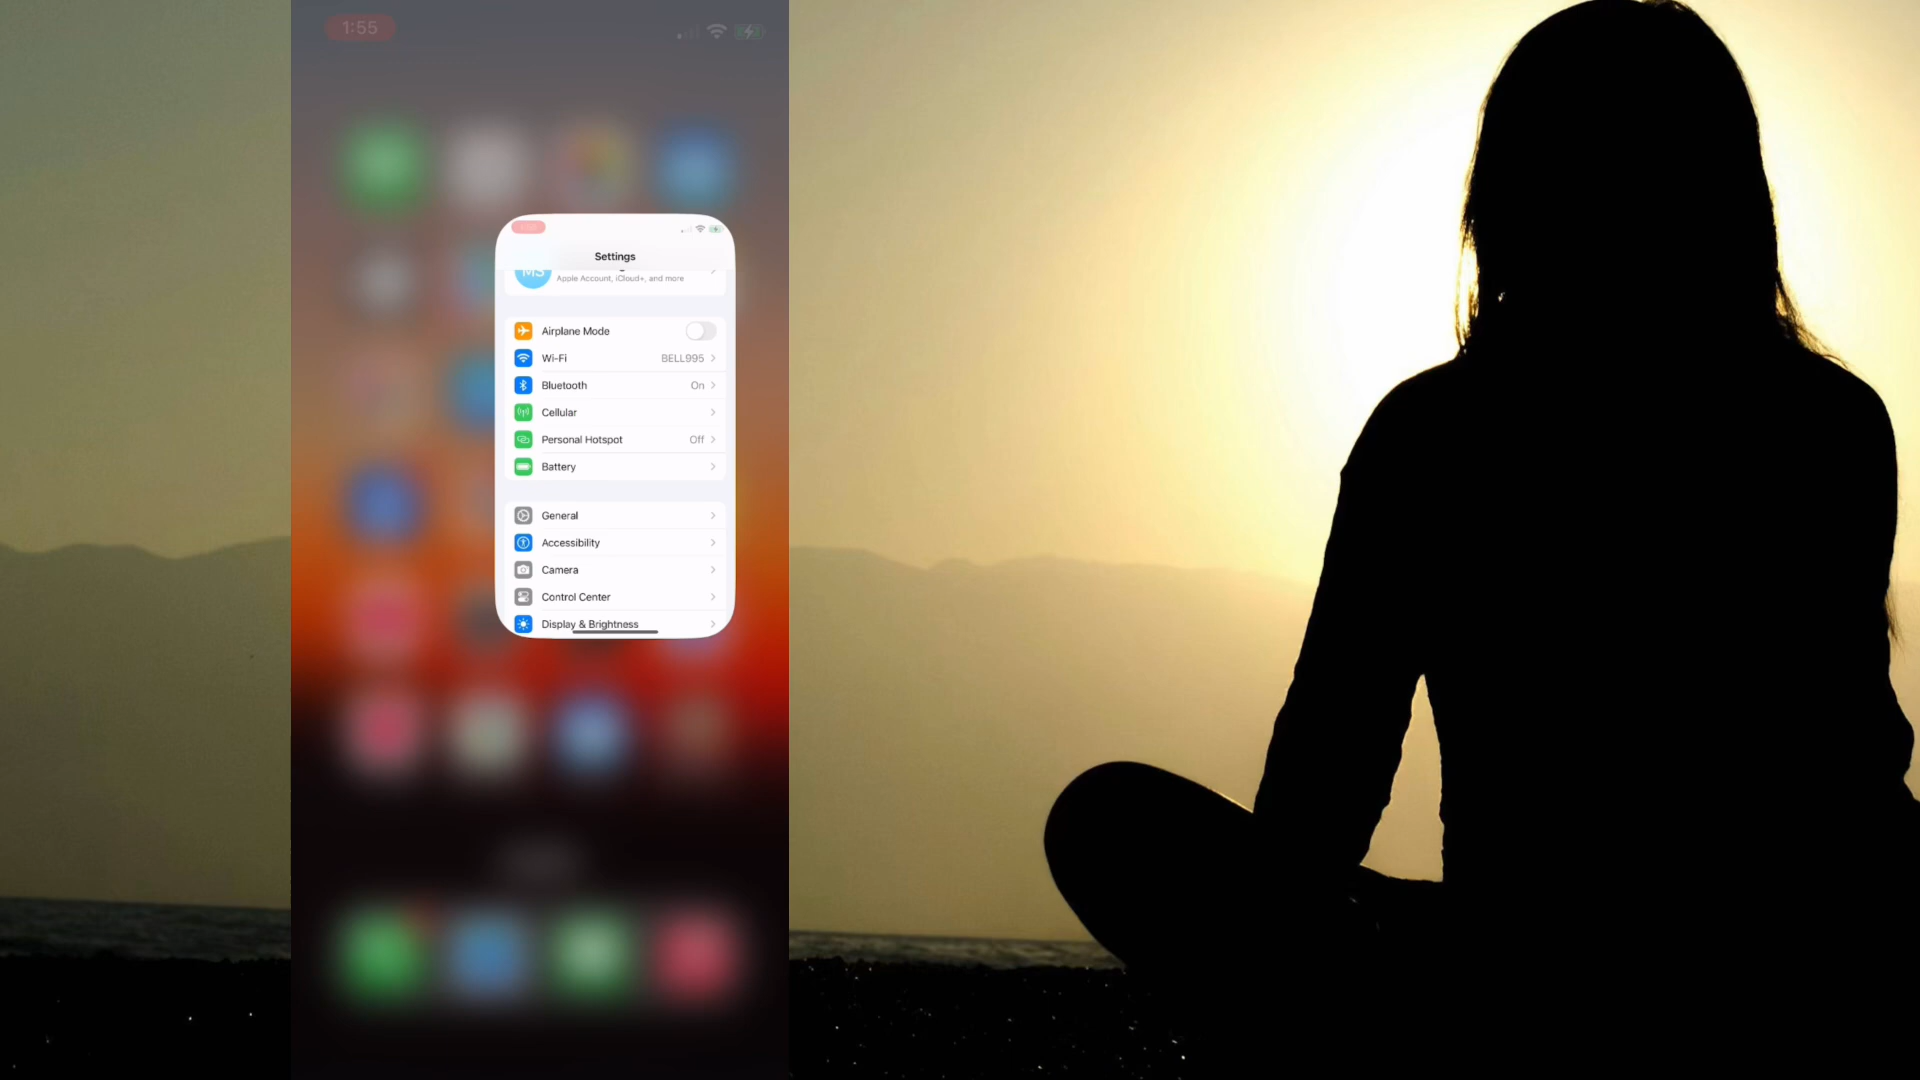 1:55
Settings
MS
Apple Account, iCloud+, and more
Airplane Mode
Wi-Fi BELL995
Bluetooth On
Cellular
Personal Hotspot Off
Battery
General
Accessibility
Camera
Control Center
Display & Brightness